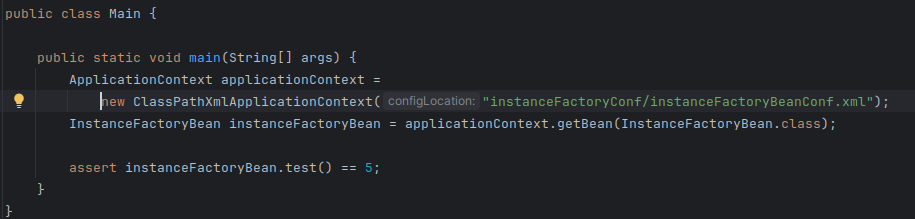 public class Main {
public static void main(String[] args) {
ApplicationContext applicationContext =
new ClassPathXmlApplicationContext( configLocation: "instanceFactoryConf/instanceFactoryBeanConf.xml");
InstanceFactoryBean instanceFactoryBean = applicationContext.getBean(InstanceFactoryBean.class);
assert instanceFactoryBean.test() == 5;
}
}